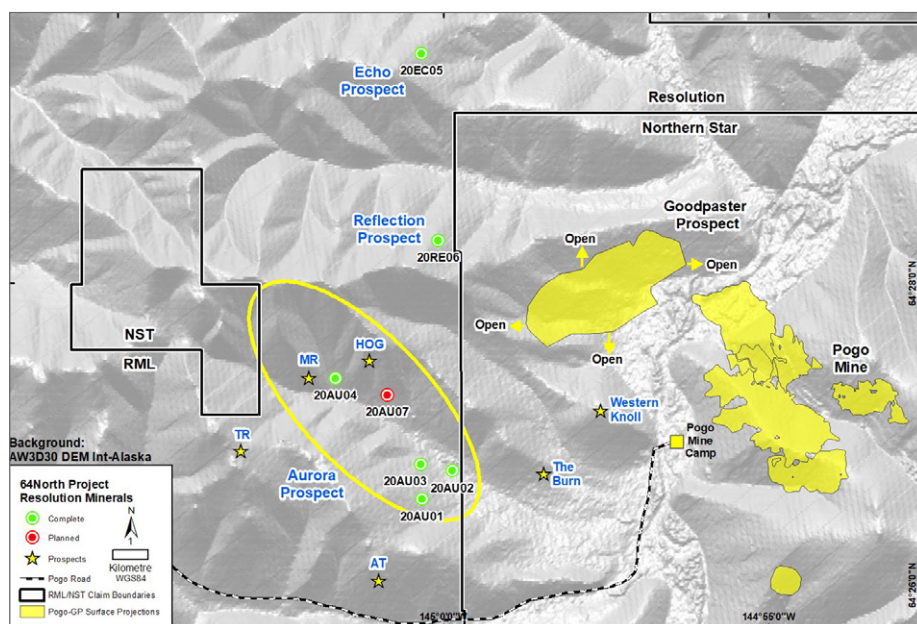 20EC05
Echo
Prospect
Resolution
Northern Star
Goodpaster
Prospect
Reflection
Prospect
20RE06
Open
Open
Open
Open
64°28'0"N
NST
RML
HOG
MR
20AU04
20AU07
Pogo
Mine
Western
Knoll
TR
Pogo
Mine
Camp
Background:
AW3D30 DEM Int-Alaska
Aurora
Prospect
20AU03
20AU02
20AU01
The
Burn
AT
64North Project
Resolution Minerals
Complete
Planned
Prospects
Pogo Road
RML/NST Claim Boundaries
Pogo-GP Surface Projections
N
1
Kilometre
WGS84
144°55'0"W
64°26'0"N